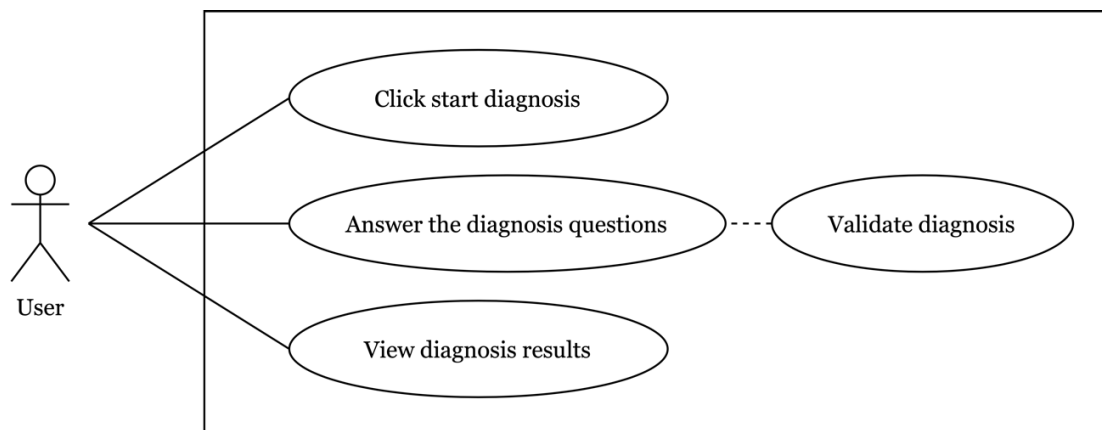 Click start diagnosis
Answer the diagnosis questions
Validate diagnosis
User
View diagnosis results